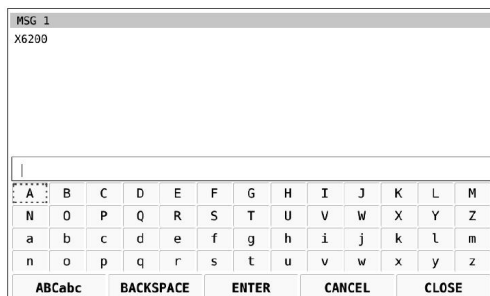 MSG 1
X6200
A B C D E F G H I J K L M
N O P Q R S T U V W X Y Z
a b c d e f g h i j k l m
n o p q r s t u v w x y z
ABCabc BACKSPACE ENTER CANCEL CLOSE